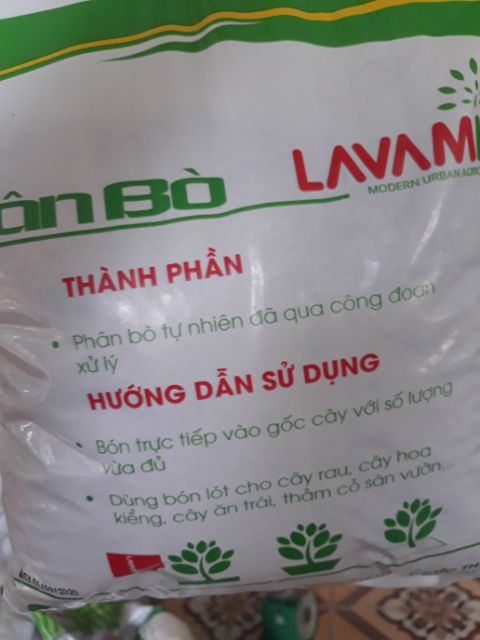 LAVAM
MODERN URBAN
BÒ
THÀNH PHẦN
• Phân bò tự nhiên đã qua công đoạn
xử lý
HƯỚNG DẪN SỬ DỤNG
• Bón trực tiếp vào gốc cây với số lượng
vừa đủ
• Dùng bón lót cho cây rau, cây hoa
kiểng, cây ăn trái, thảm cỏ sân vườn...